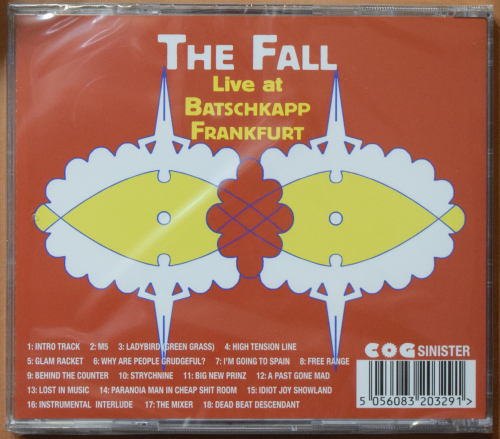 THE FALL
Live at
BATSCHKAPP
FRANKFURT
1: INTRO TRACK 2: M5 3: LADYBIRD (GREEN GRASS) 4: HIGH TENSION LINE
5: GLAM RACKET 6: WHY ARE PEOPLE GRUDGEFUL? 7: I'M GOING TO SPAIN 8: FREE RANGE
9: BEHIND THE COUNTER 10: STRYCHNINE 11: BIG NEW PRINZ 12: A PAST GONE MAD
13: LOST IN MUSIC 14: PARANOIA MAN IN CHEAP SHIT ROOM 15: IDIOT JOY SHOWLAND
16: INSTRUMENTAL INTERLUDE 17: THE MIXER 18: DEAD BEAT DESCENDANT
COG SINISTER
5 056083 203291 >